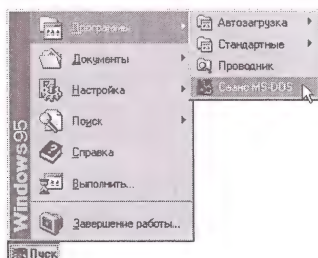 Программы
Документы
Настройка
Поиск
Справка
Выполнить...
Завершение работы...
Windows95
Пуск
Автозагрузка
Стандартные
Проводник
Сеанс MS-DOS